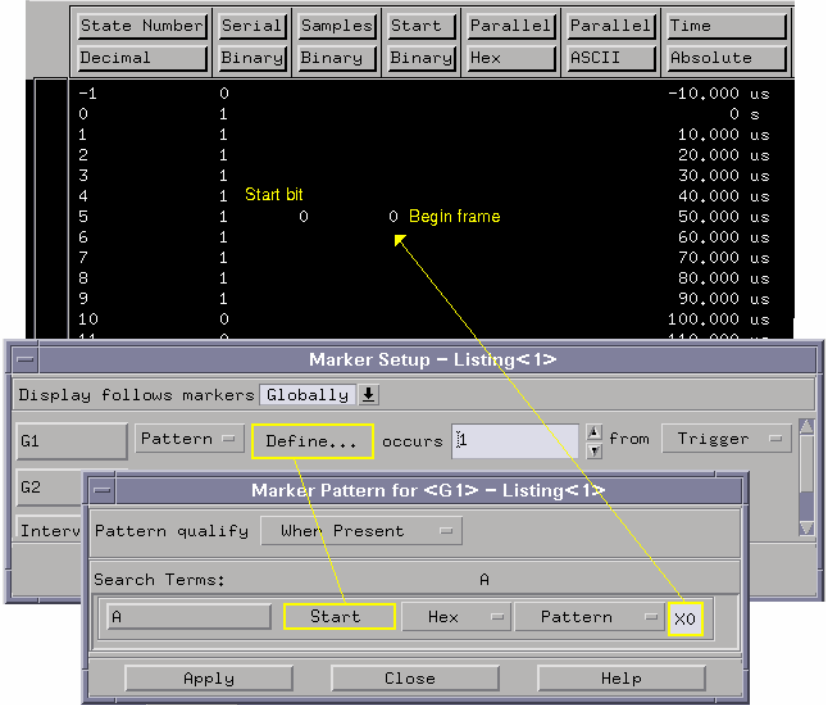 State Number Serial Samples Start Parallel Parallel Time
Decimal Binary Binary Binary Hex ASCII Absolute
-1 0 -10.000 us
0 1 0 s
1 1 10.000 us
2 1 20.000 us
3 1 30.000 us
4 1 Start bit 40.000 us
5 1 0 0 Begin frame 50.000 us
6 1 60.000 us
7 1 70.000 us
8 1 80.000 us
9 1 90.000 us
10 0 100.000 us
11 0 110.000 us
Marker Setup – Listing<1>
Display follows markers Globally
G1 Pattern Define... occurs 1 from Trigger
G2
Marker Pattern for <G1> – Listing<1>
Interv
Pattern qualify When Present
Search Terms: A
A Start Hex Pattern X0
Apply Close Help